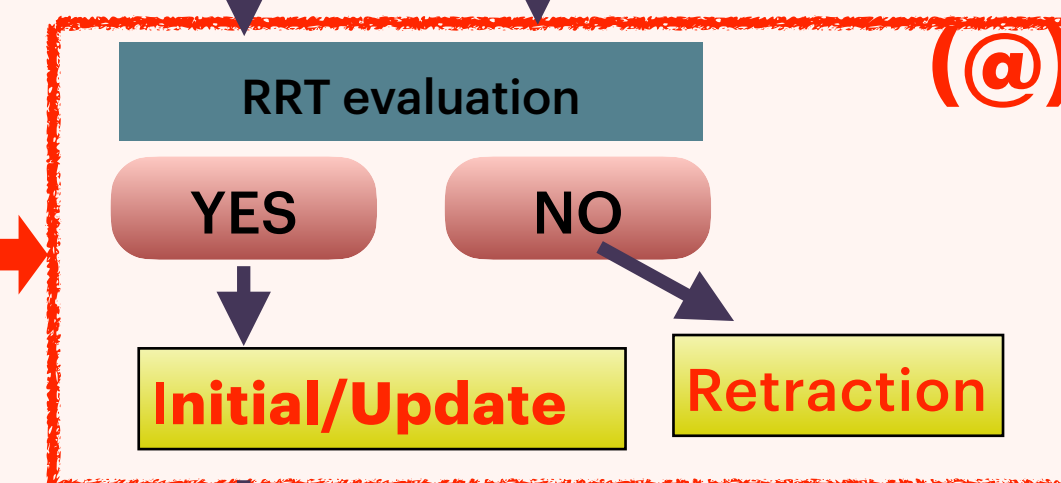 (@)
RRT evaluation
YES
NO
Initial/Update
Retraction